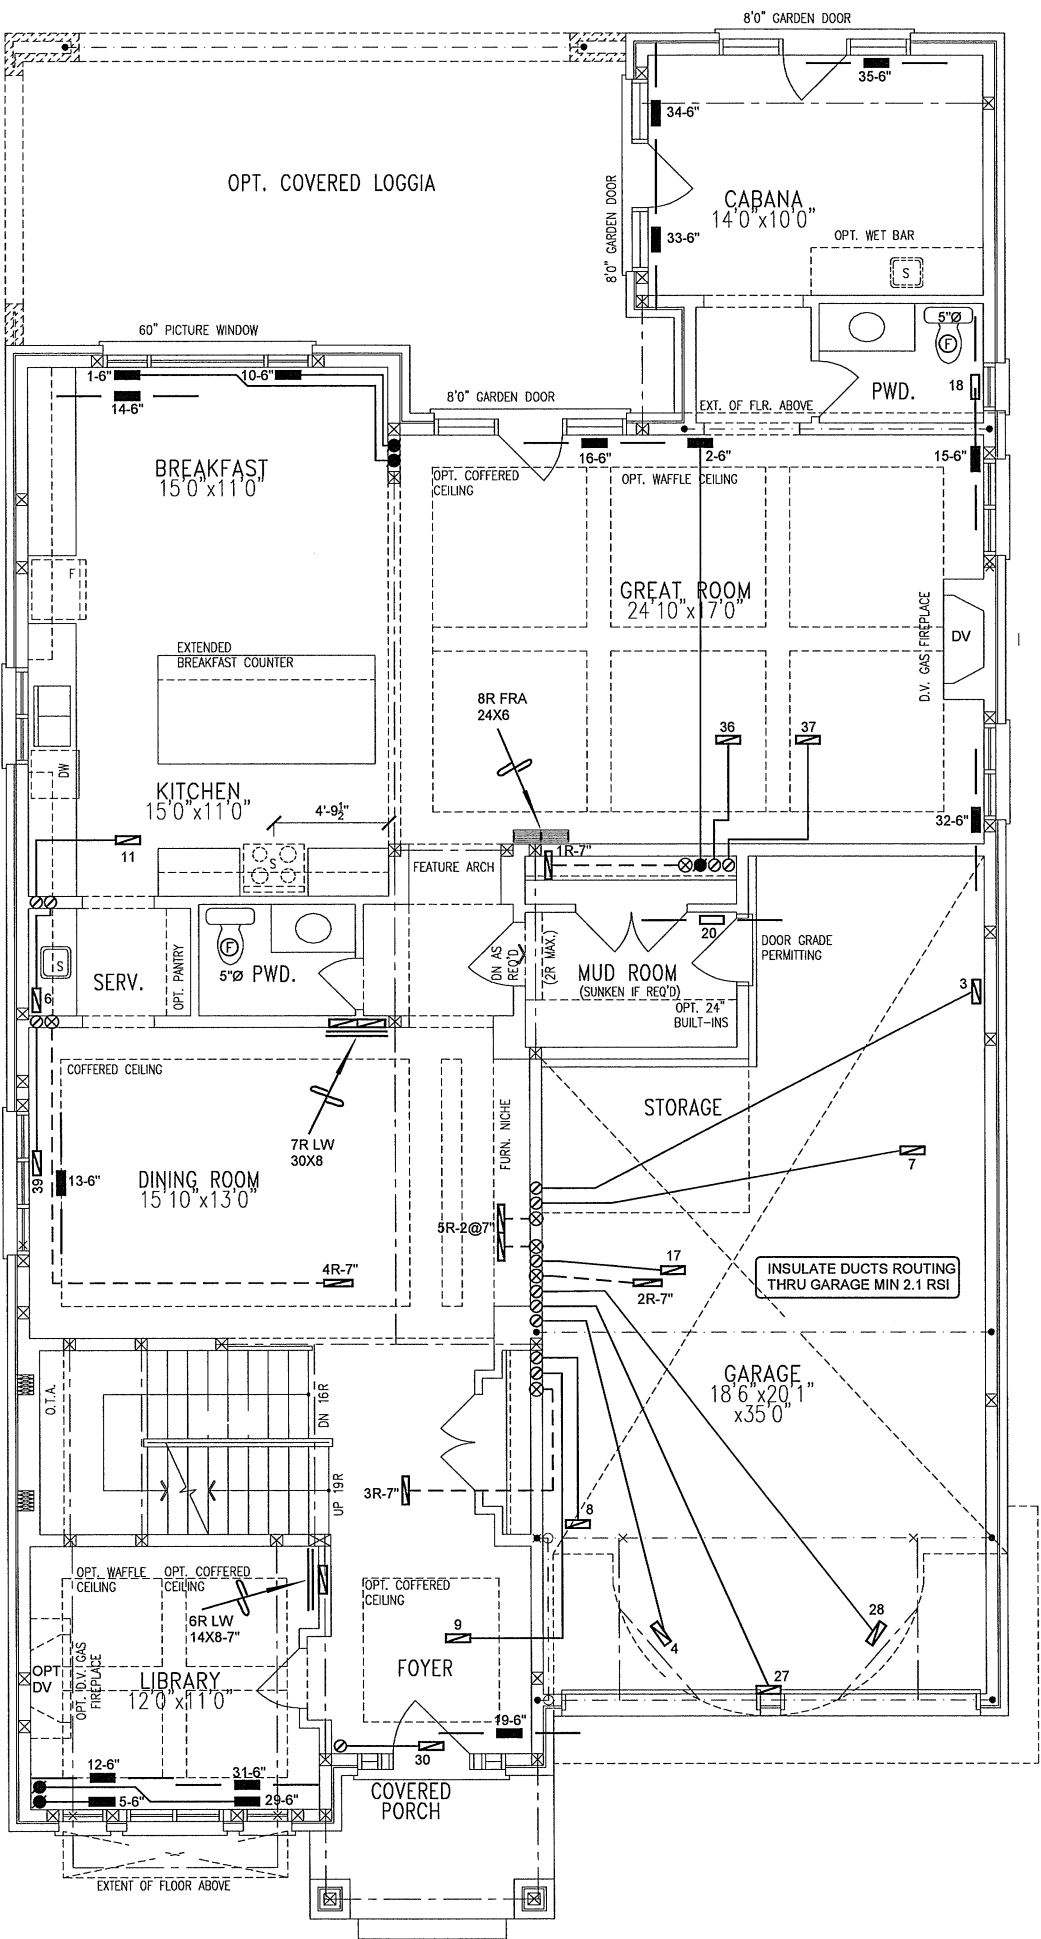 8'0" GARDEN DOOR
35-6"
34-6"
OPT. COVERED LOGGIA
8'0" GARDEN DOOR
CABANA
14'0"x10'0"
33-6"
OPT. WET BAR
S
60" PICTURE WINDOW
5"Ø
F
1-6"
10-6"
14-6"
8'0" GARDEN DOOR
18
PWD.
EXT. OF FLR. ABOVE
16-6"
2-6"
15-6"
BREAKFAST
15'0"x11'0"
OPT. COFFERED
CEILING
OPT. WAFFLE CEILING
F
GREAT ROOM
24'10"x17'0"
D.V. GAS FIREPLACE
DV
EXTENDED
BREAKFAST COUNTER
8R FRA
24X6
36
37
DW
KITCHEN
15'0"x11'0"
4'-9½"
32-6"
11
S
FEATURE ARCH
1R-7"
20
DOOR GRADE
PERMITTING
S
SERV.
OPT. PANTRY
F
5"Ø
PWD.
DN AS
REQ'D
(2R MAX.)
MUD ROOM
(SUNKEN IF REQ'D)
OPT. 24"
BUILT-INS
3
6
COFFERED CEILING
7R LW
30X8
FURN. NICHE
STORAGE
7
39
13-6"
DINING ROOM
15'10"x13'0"
5R-2@7"
4R-7"
17
2R-7"
INSULATE DUCTS ROUTING
THRU GARAGE MIN 2.1 RSI
O.T.A.
DN 16R
GARAGE
18'6"x20'1"
x35'0"
UP 19R
3R-7"
8
OPT. WAFFLE
CEILING
OPT. COFFERED
CEILING
OPT. COFFERED
CEILING
6R LW
14X8-7"
9
4
28
OPT
DV
OPT. D.V. GAS
FIREPLACE
LIBRARY
12'0"x11'0"
FOYER
27
19-6"
30
12-6"
31-6"
5-6"
29-6"
COVERED
PORCH
EXTENT OF FLOOR ABOVE